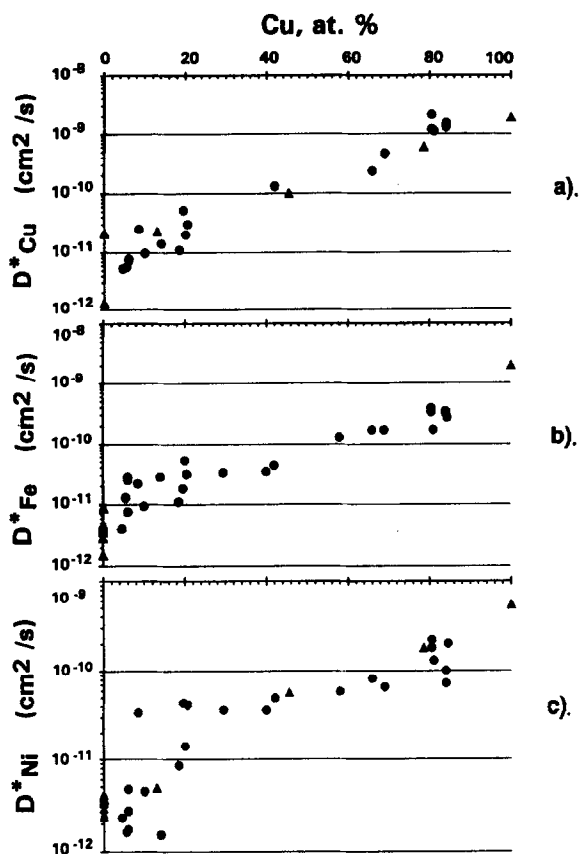 Cu, at. %
0 20 40 60 80 100
10-8
10-9
10-10
10-11
10-12
D*Cu (cm2 /s)
a).
10-8
10-9
10-10
10-11
10-12
D*Fe (cm2 /s)
b).
10-9
10-10
10-11
10-12
D*Ni (cm2 /s)
c).